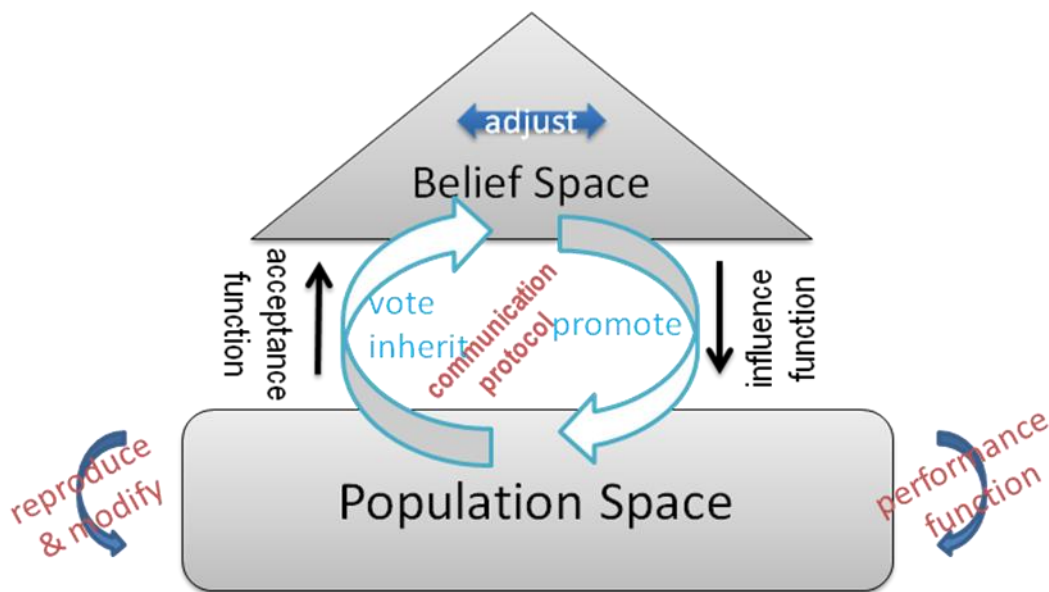 adjust
Belief Space
acceptance
function
vote
inherit
communication
protocol
promote
influence
function
reproduce
& modify
Population Space
performance
function